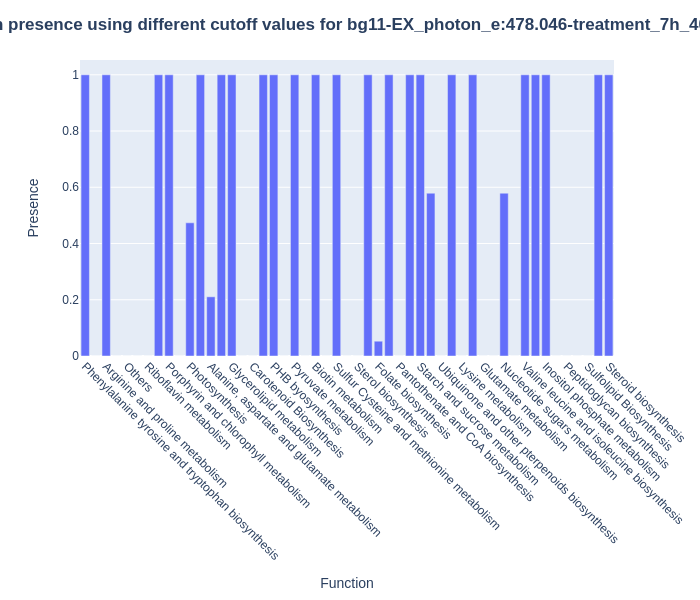 presence using different cutoff values for bg11-EX_photon_e:478.046-treatment_7h_4
1
0.8
0.6
0.4
0.2
0
Presence
Phenylalanine tyrosine and tryptophan biosynthesis
Arginine and proline metabolism
Others
Riboflavin metabolism
Porphyrin and chlorophyll metabolism
Photosynthesis
Alanine, aspartate and glutamate metabolism
Glycerolipid metabolism
Carotenoid Biosynthesis
PHB byosynthesis
Pyruvate metabolism
Biotin metabolism
Sulfur Cysteine and methionine metabolism
Sterol biosynthesis
Folate biosynthesis
Pantothenate and CoA biosynthesis
Starch and sucrose metabolism
Ubiquinone and other pterpenoids biosynthesis
Lysine metabolism
Glutamate metabolism
Nucleotide sugars metabolism
Valine leucine and isoleucine biosynthesis
Inositol phosphate metabolism
Peptidoglycan biosynthesis
Sulfolipid Biosynthesis
Steroid biosynthesis
Function